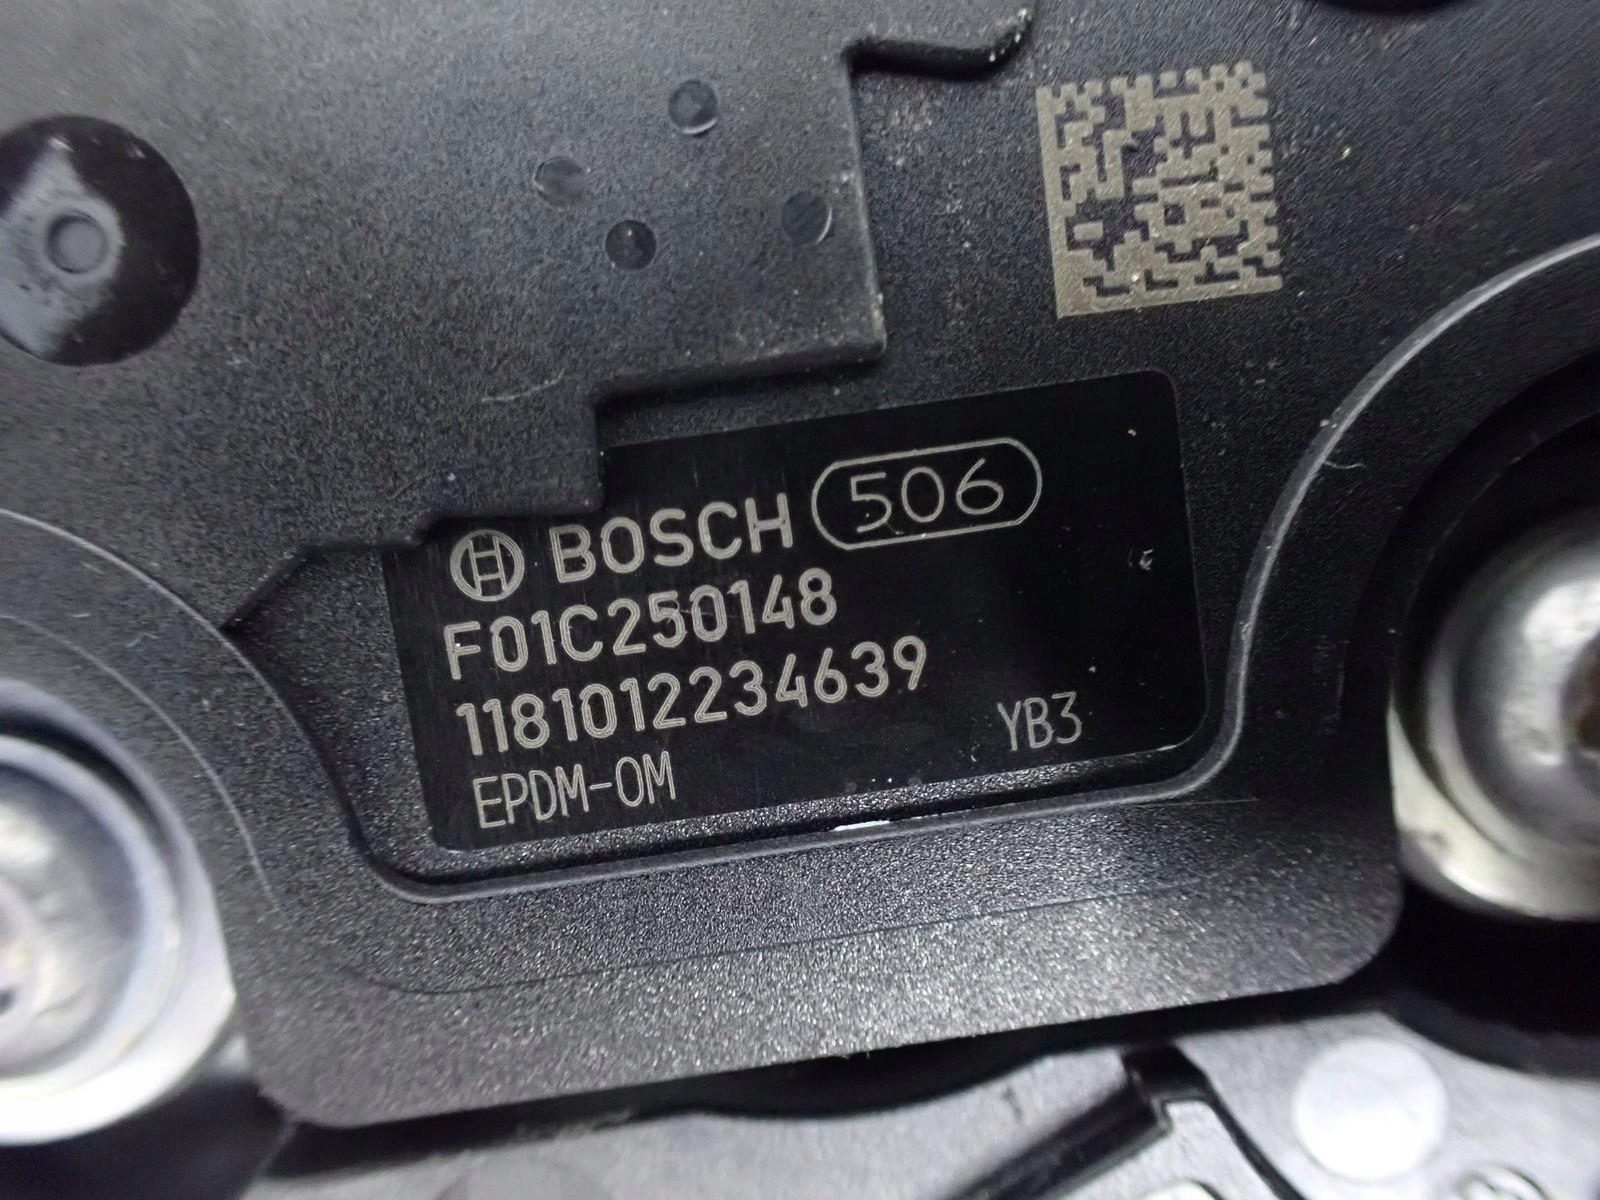 BOSCH 506
F01C250148
1181012234639
EPDM-OM YB3